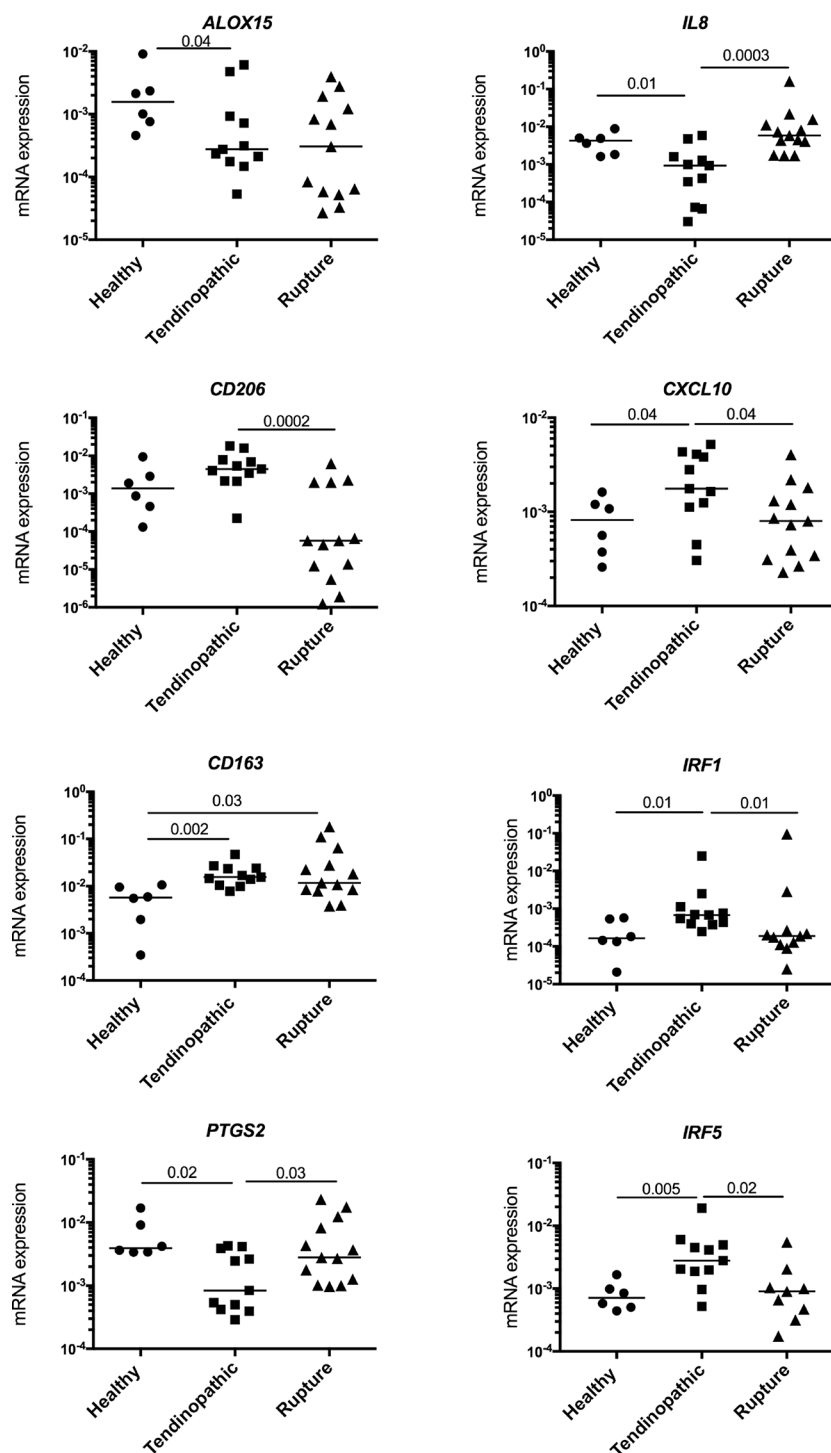 ALOX15
mRNA expression
10-2
10-3
10-4
10-5
0.04
Healthy
Tendinopathic
Rupture
IL8
mRNA expression
100
10-1
10-2
10-3
10-4
10-5
0.01
0.0003
Healthy
Tendinopathic
Rupture
CD206
mRNA expression
10-1
10-2
10-3
10-4
10-5
10-6
0.0002
Healthy
Tendinopathic
Rupture
CXCL10
mRNA expression
10-2
10-3
10-4
0.04
0.04
Healthy
Tendinopathic
Rupture
CD163
mRNA expression
100
10-1
10-2
10-3
10-4
0.03
0.002
Healthy
Tendinopathic
Rupture
IRF1
mRNA expression
100
10-1
10-2
10-3
10-4
10-5
0.01
0.01
Healthy
Tendinopathic
Rupture
PTGS2
mRNA expression
10-1
10-2
10-3
10-4
0.02
0.03
Healthy
Tendinopathic
Rupture
IRF5
mRNA expression
10-1
10-2
10-3
10-4
0.005
0.02
Healthy
Tendinopathic
Rupture